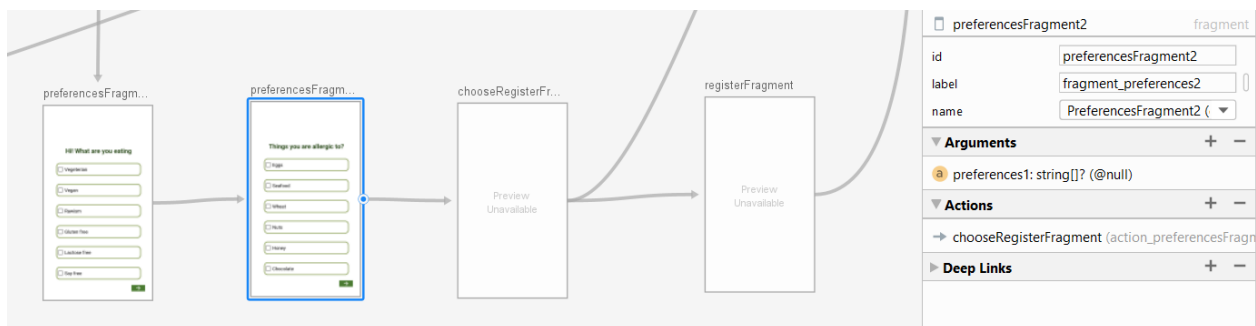 preferencesFragm...
Hi! What are you eating
Vegetarian
Vegan
Gluten free
Lactose free
Soy free
preferencesFragm...
Things you are allergic to?
Eggs
Seafood
Wheat
Nuts
Honey
Chocolate
chooseRegisterFr...
Preview
Unavailable
registerFragment
Preview
Unavailable
preferencesFragment2 fragment
id preferencesFragment2
label fragment_preferences2
name PreferencesFragment2 (
Arguments + −
a preferences1: string[]? (@null)
Actions + −
chooseRegisterFragment (action_preferencesFragn
Deep Links + −